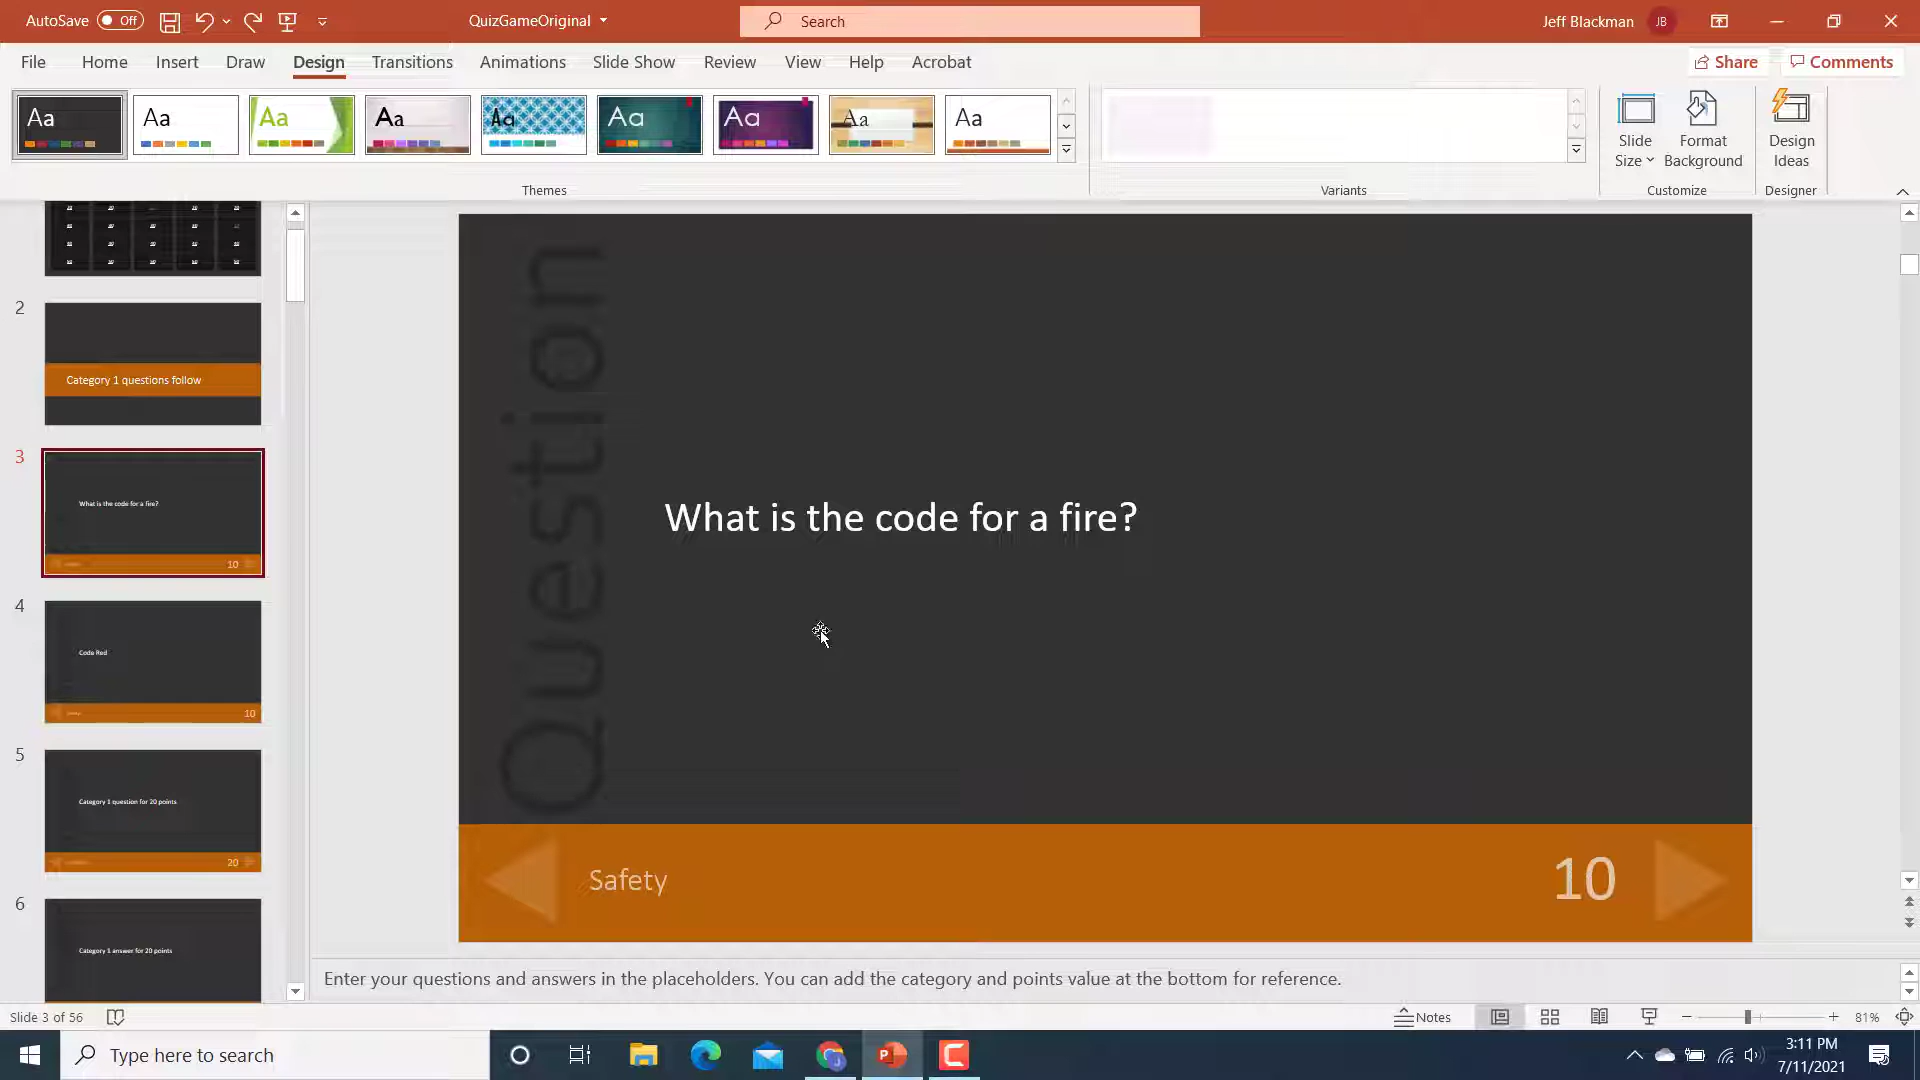 AutoSave Off QuizGameOriginal Search Jeff Blackman JB
File Home Insert Draw Design Transitions Animations Slide Show Review View Help Acrobat Share Comments
Aa Aa Aa Aa Aa Aa Aa Aa Aa
Slide Size Format Background Design Ideas
Themes Variants Customize Designer
2
Category 1 questions follow
3
What is the code for a fire?
10
4
Code Red
10
5
Category 1 question for 20 points
20
6
Category 1 answer for 20 points
Question
What is the code for a fire?
Safety 10
Enter your questions and answers in the placeholders. You can add the category and points value at the bottom for reference.
Slide 3 of 56 Notes 81%
Type here to search
3:11 PM
7/11/2021